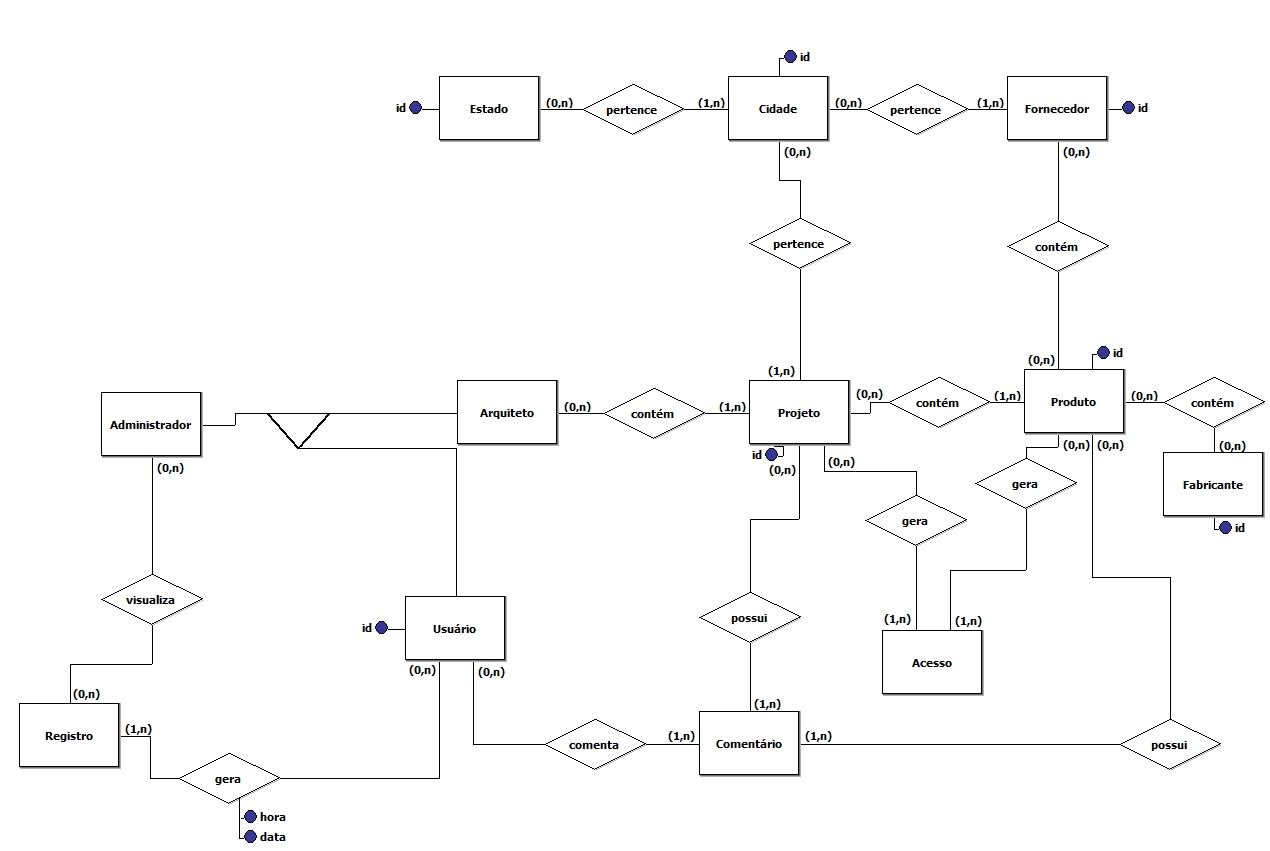 id
id
Estado
(0,n)
pertence
(1,n)
Cidade
(0,n)
pertence
(1,n)
Fornecedor
id
(0,n)
(0,n)
pertence
contém
(1,n)
(0,n)
id
Administrador
Arquiteto
(0,n)
contém
(1,n)
Projeto
(0,n)
contém
(1,n)
Produto
(0,n)
contém
(0,n)
id
(0,n)
(0,n)
(0,n)
(0,n)
(0,n)
gera
Fabricante
id
gera
visualiza
possui
id
Usuário
(1,n)
(1,n)
Acesso
(0,n)
(0,n)
(0,n)
Registro
(1,n)
(1,n)
comenta
(1,n)
Comentário
(1,n)
possui
gera
hora
data